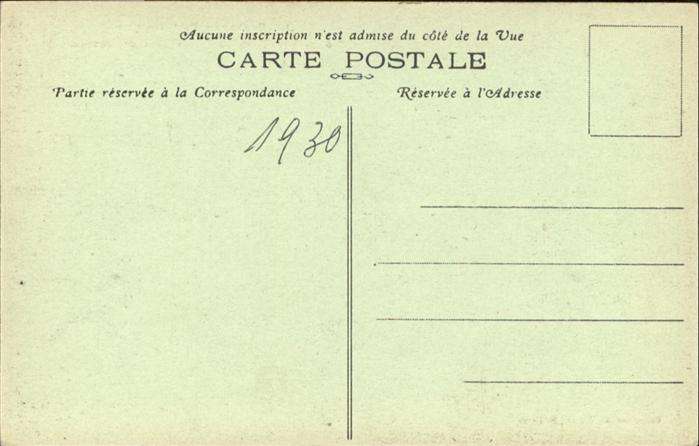 Aucune inscription n'est admise du côté de la Vue
CARTE POSTALE
Partie réservée à la Correspondance
Réservée à l'Adresse
1930